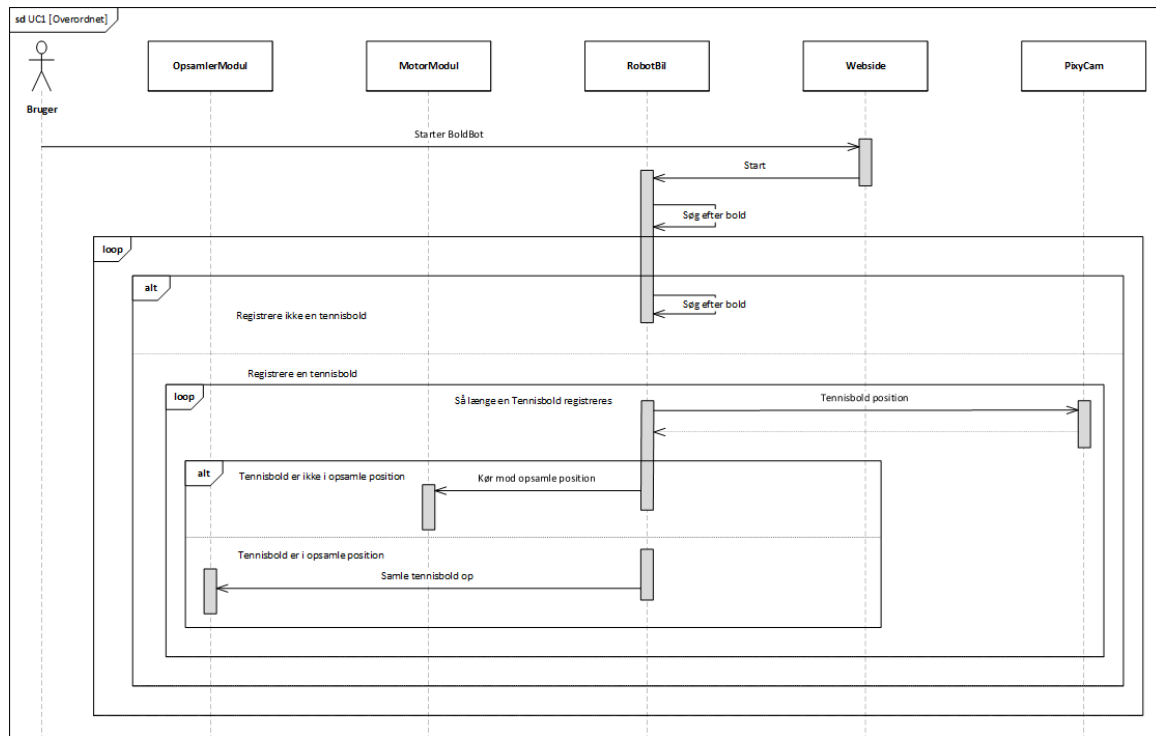 sd UC1 [Overordnet]
OpsamlerModul
MotorModul
RobotBil
Webside
PixyCam
Bruger
Starter BoldBot
Start
Søg efter bold
loop
alt
Søg efter bold
Registrere ikke en tennisbold
Registrere en tennisbold
loop
Så længe en Tennisbold registreres
Tennisbold position
alt
Tennisbold er ikke i opsamle position
Kør mod opsamle position
Tennisbold er i opsamle position
Samle tennisbold op